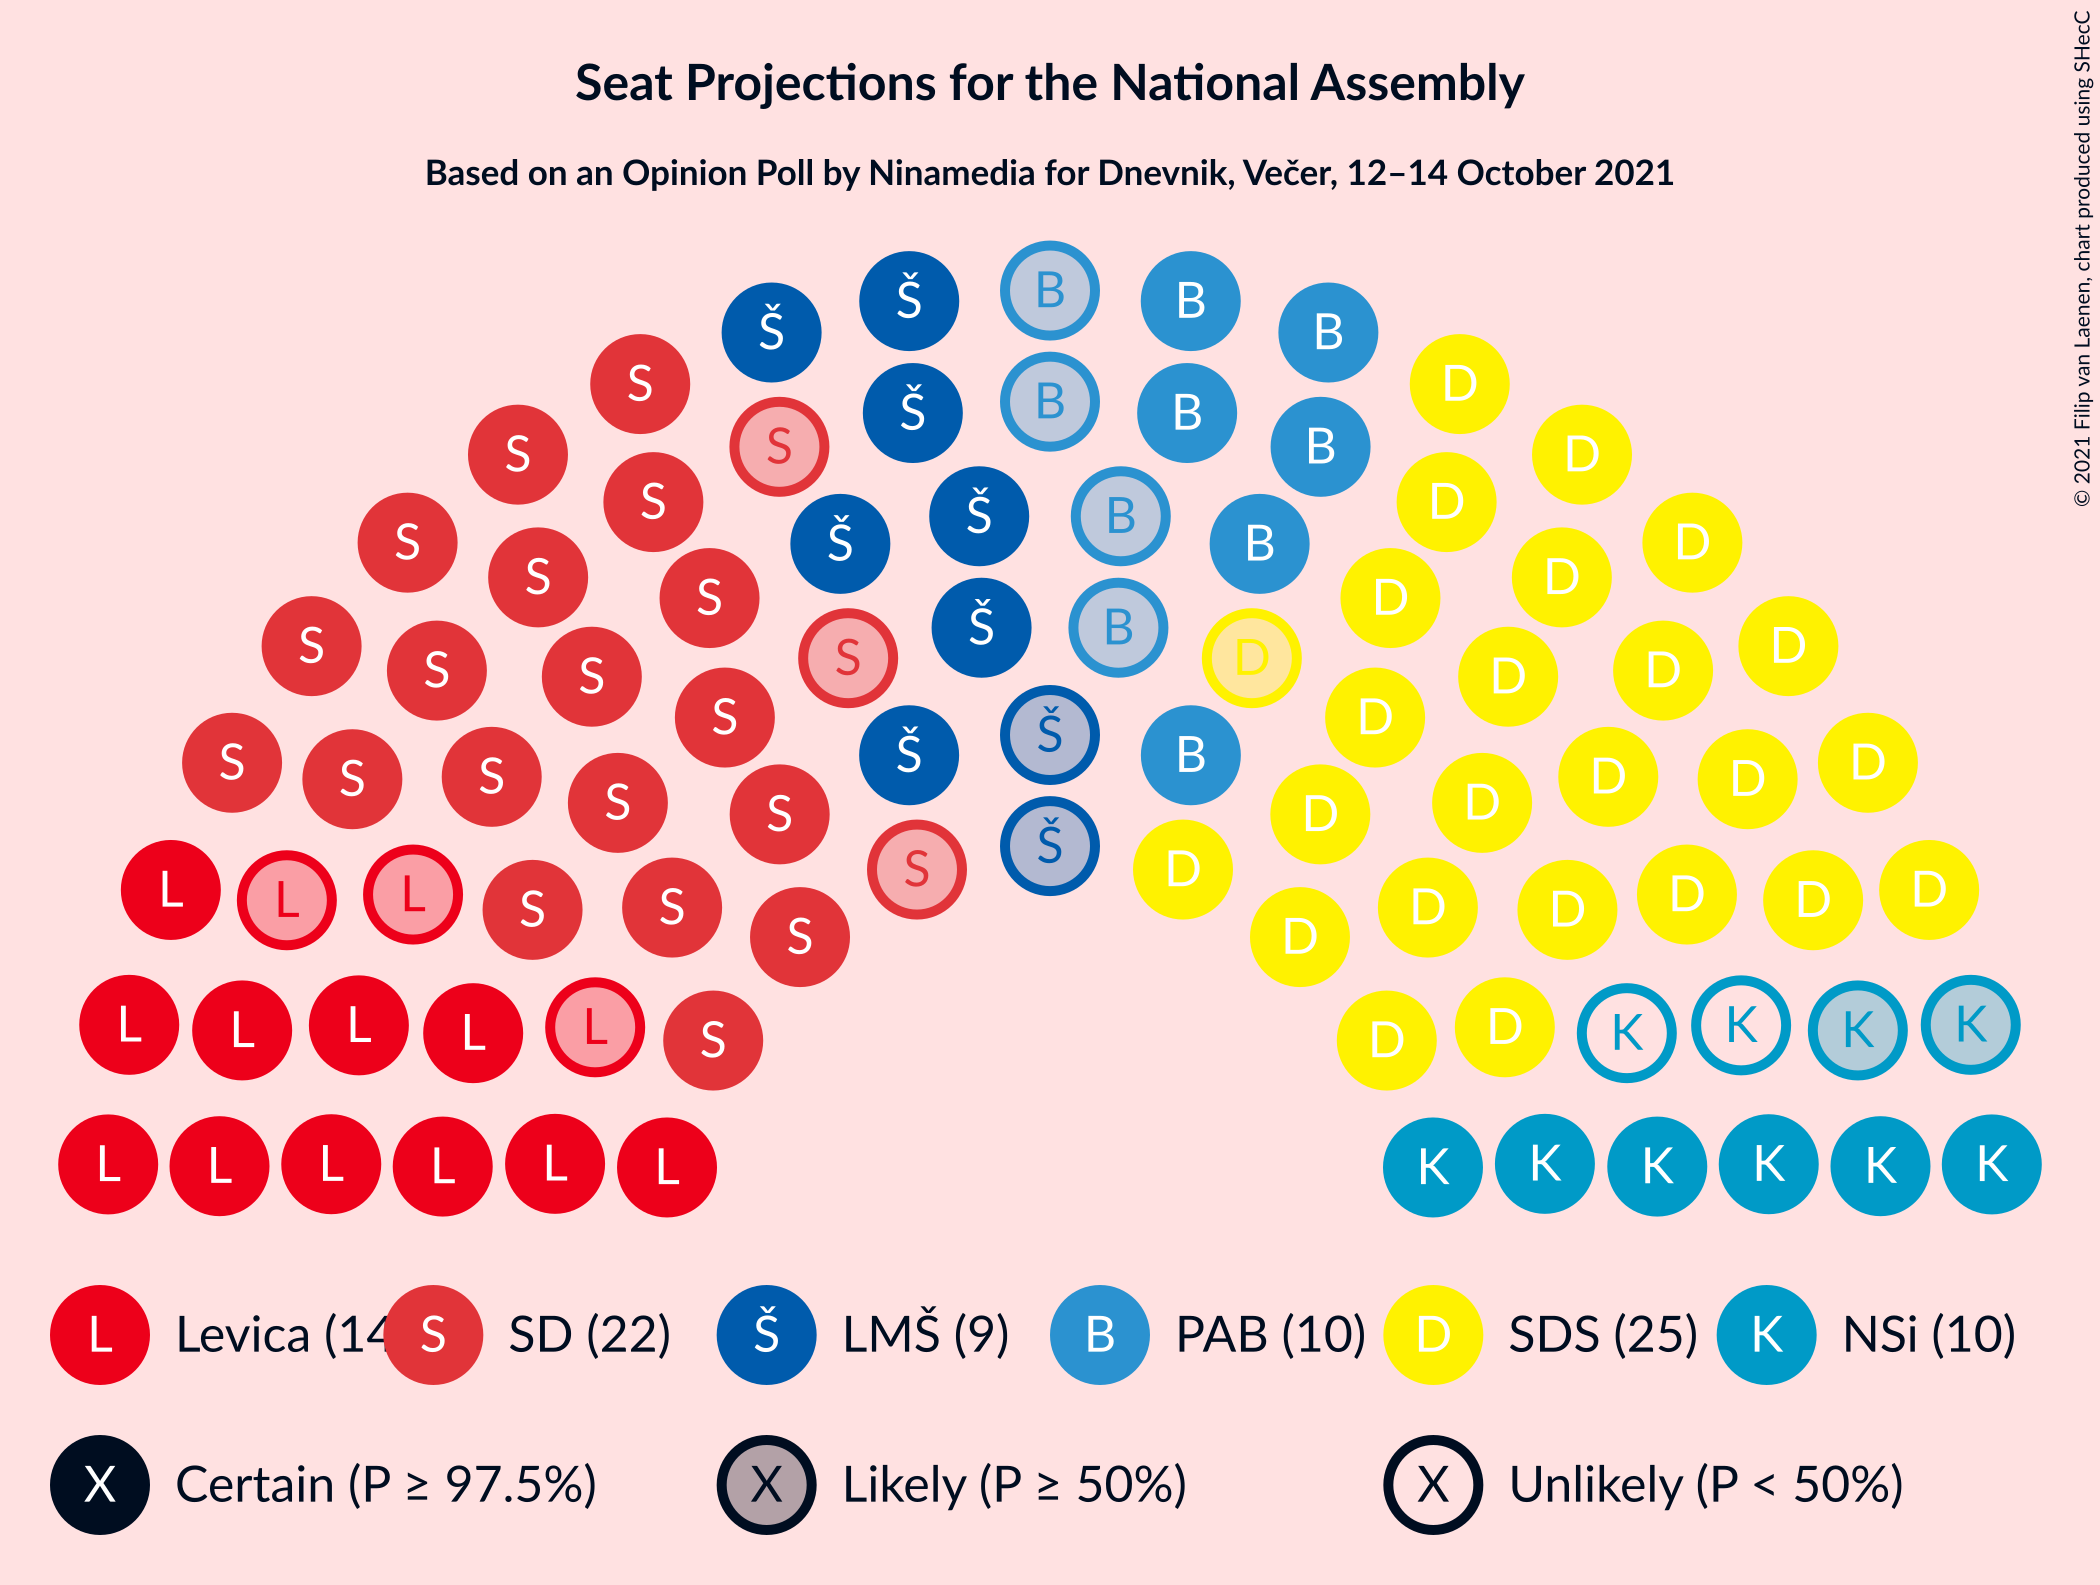 Seat Projections for the National Assembly
Based on an Opinion Poll by Ninamedia for Dnevnik, Večer, 12–14 October 2021
© 2021 Filip van Laenen, chart produced using SHecC
B
Š B
Š B
S D
B
Š B
S B
S D
Š Š B B
S D
S D
S D
S S D D
Š B
S D
S S D D
S D
S S Š D D
S Š B D D
S S D D
S D
S S D D
S Š D
L S D D
L L D D
S S S S D D D D
L L L L L S D D K K K K
L L L L L L K K K K K K
L Levica (14 S SD (22) Š LMŠ (9) B PAB (10) D SDS (25) K NSi (10)
X Certain (P ≥ 97.5%) X Likely (P ≥ 50%) X Unlikely (P < 50%)